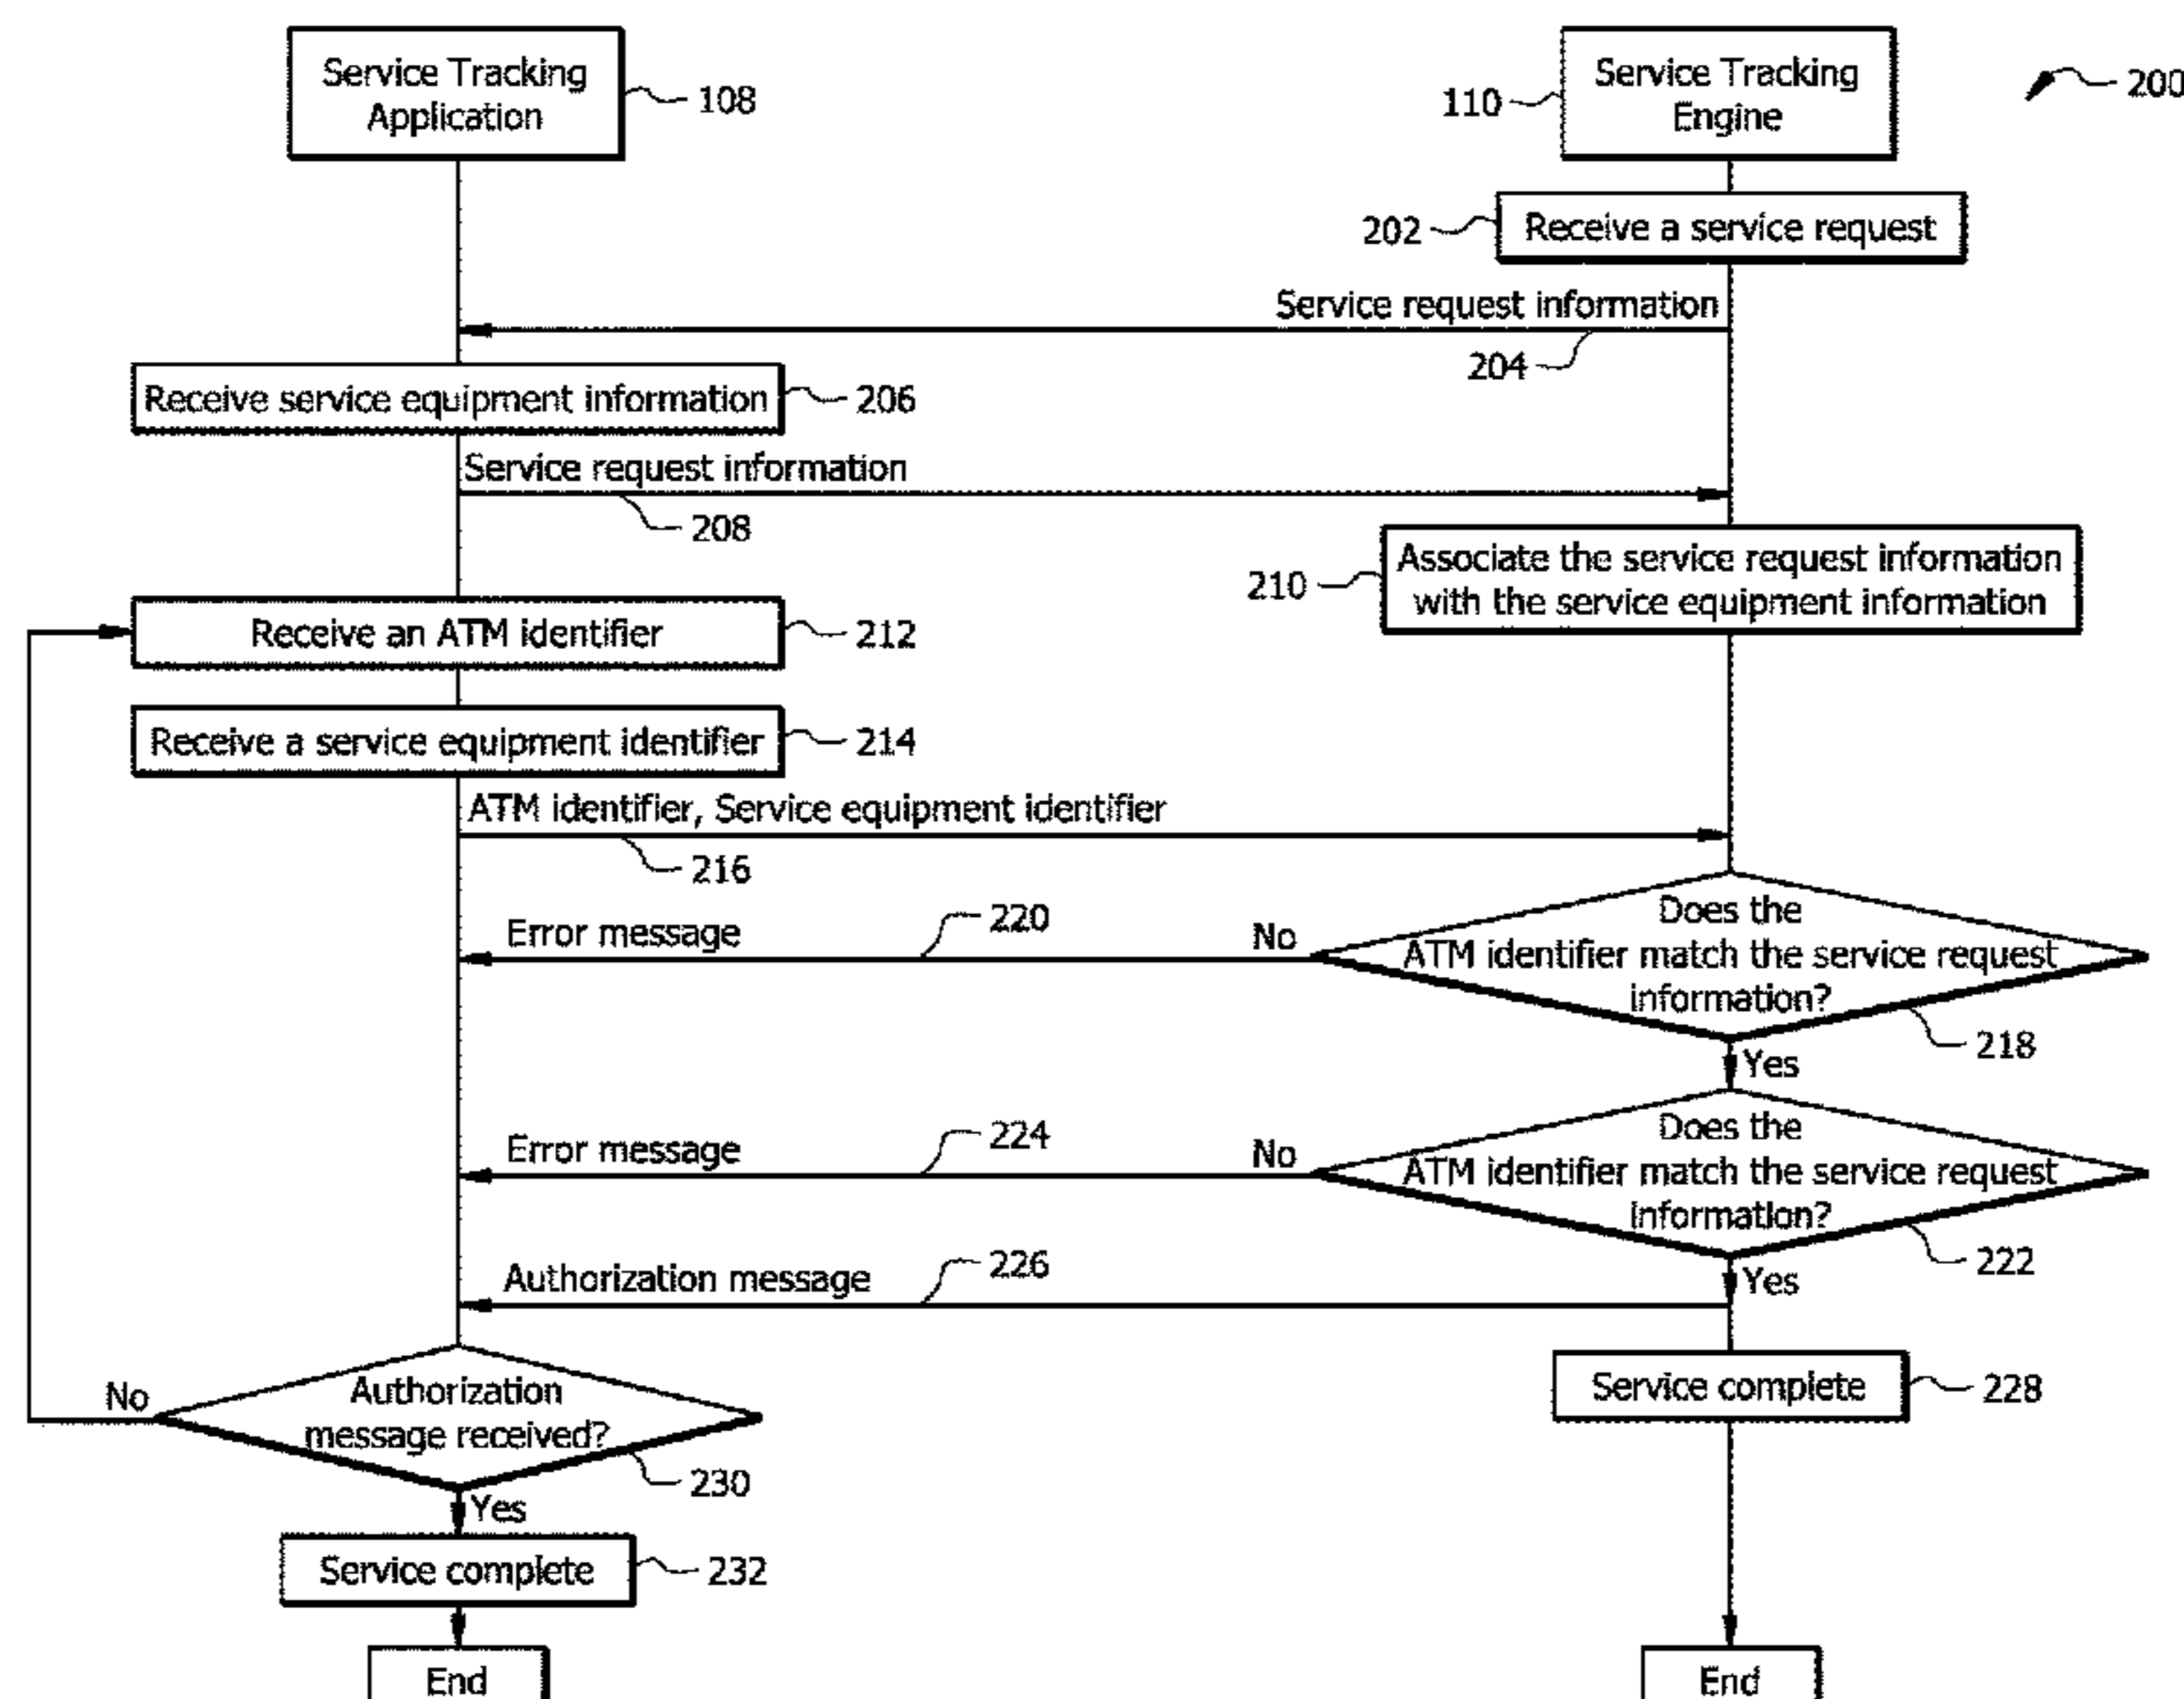 Service Tracking
Application
108
Service Tracking
Engine
110
200
202
Receive a service request
Service request information
204
Receive service equipment information
206
Service request information
208
210
Associate the service request information
with the service equipment information
Receive an ATM identifier
212
Receive a service equipment identifier
214
ATM identifier, Service equipment identifier
216
Error message
220
No
Does the
ATM identifier match the service request
information?
218
Yes
Error message
224
No
Does the
ATM identifier match the service request
information?
222
Yes
Authorization message
226
No
Authorization
message received?
230
Yes
Service complete
228
Service complete
232
End
End